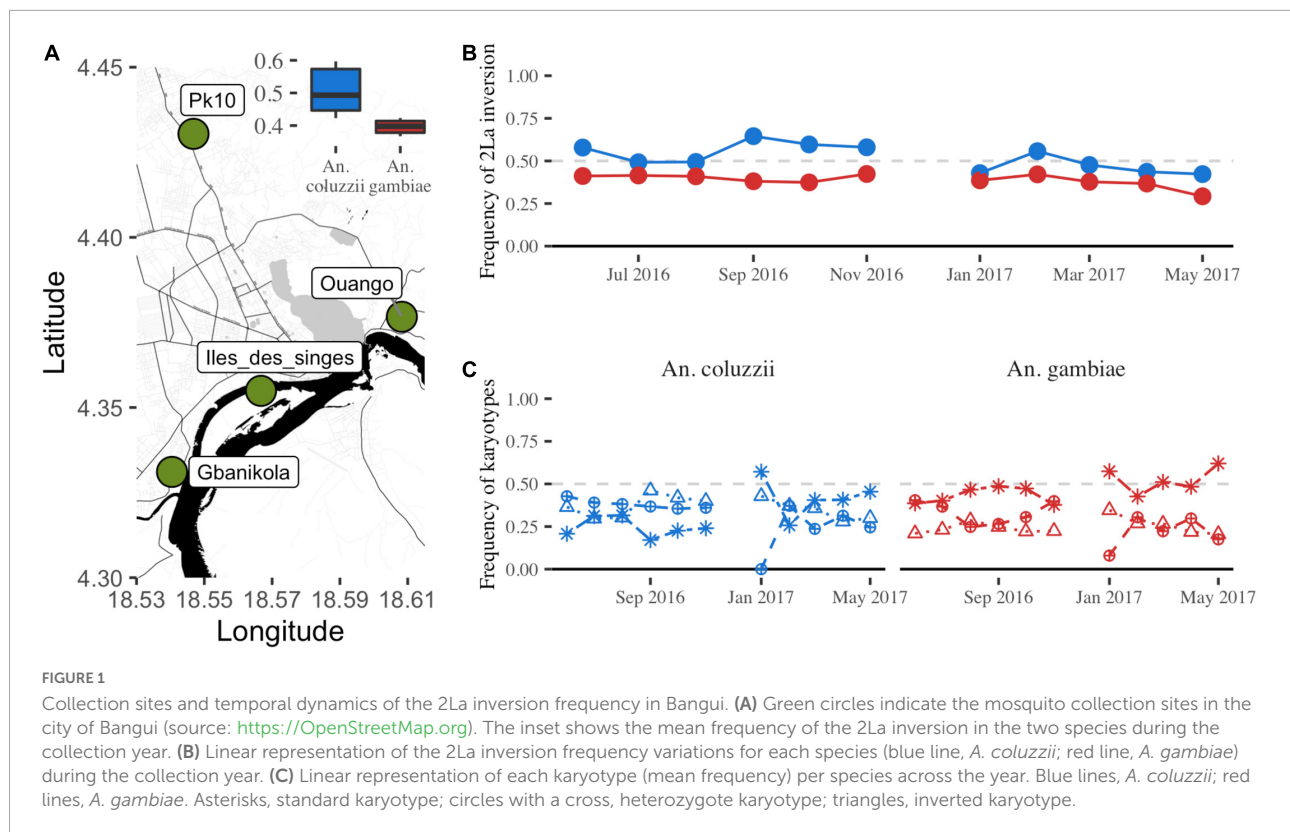 A
4.45
4.40
4.35
4.30
Latitude
18.53 18.55 18.57 18.59 18.61
Longitude
Pk10
Ouango
Iles_des_singes
Gbanikola
0.6
0.5
0.4
An. coluzzii
An. gambiae
B
Frequency of 2La inversion
1.00
0.75
0.50
0.25
0.00
Jul 2016 Sep 2016 Nov 2016 Jan 2017 Mar 2017 May 2017
C
An. coluzzii An. gambiae
Frequency of karyotypes
1.00
0.75
0.50
0.25
0.00
Sep 2016 Jan 2017 May 2017 Sep 2016 Jan 2017 May 2017
FIGURE 1
Collection sites and temporal dynamics of the 2La inversion frequency in Bangui. (A) Green circles indicate the mosquito collection sites in the
city of Bangui (source: https://OpenStreetMap.org). The inset shows the mean frequency of the 2La inversion in the two species during the
collection year. (B) Linear representation of the 2La inversion frequency variations for each species (blue line, A. coluzzii; red line, A. gambiae)
during the collection year. (C) Linear representation of each karyotype (mean frequency) per species across the year. Blue lines, A. coluzzii; red
lines, A. gambiae. Asterisks, standard karyotype; circles with a cross, heterozygote karyotype; triangles, inverted karyotype.